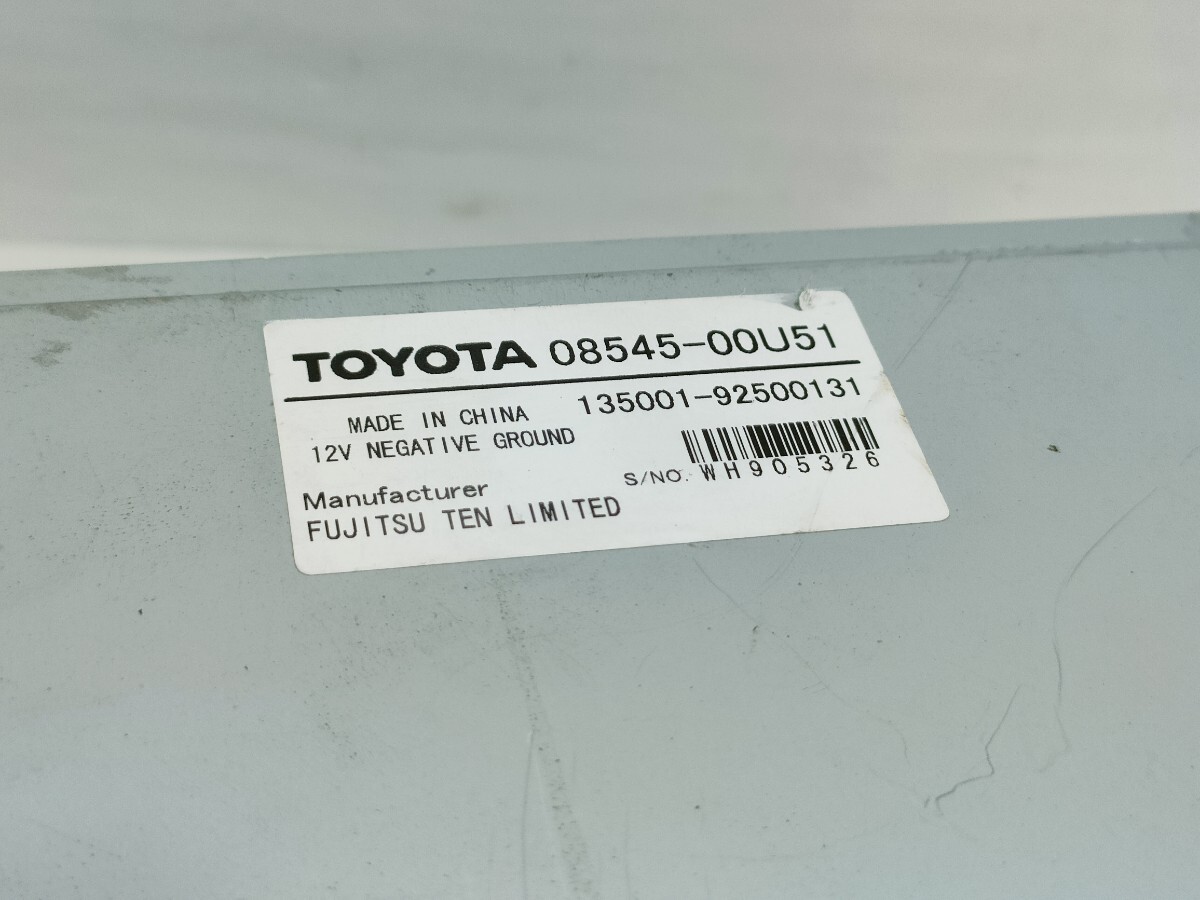 TOYOTA 08545-00U51
MADE IN CHINA 135001-92500131
12V NEGATIVE GROUND
S/NO. WH905326
Manufacturer
FUJITSU TEN LIMITED